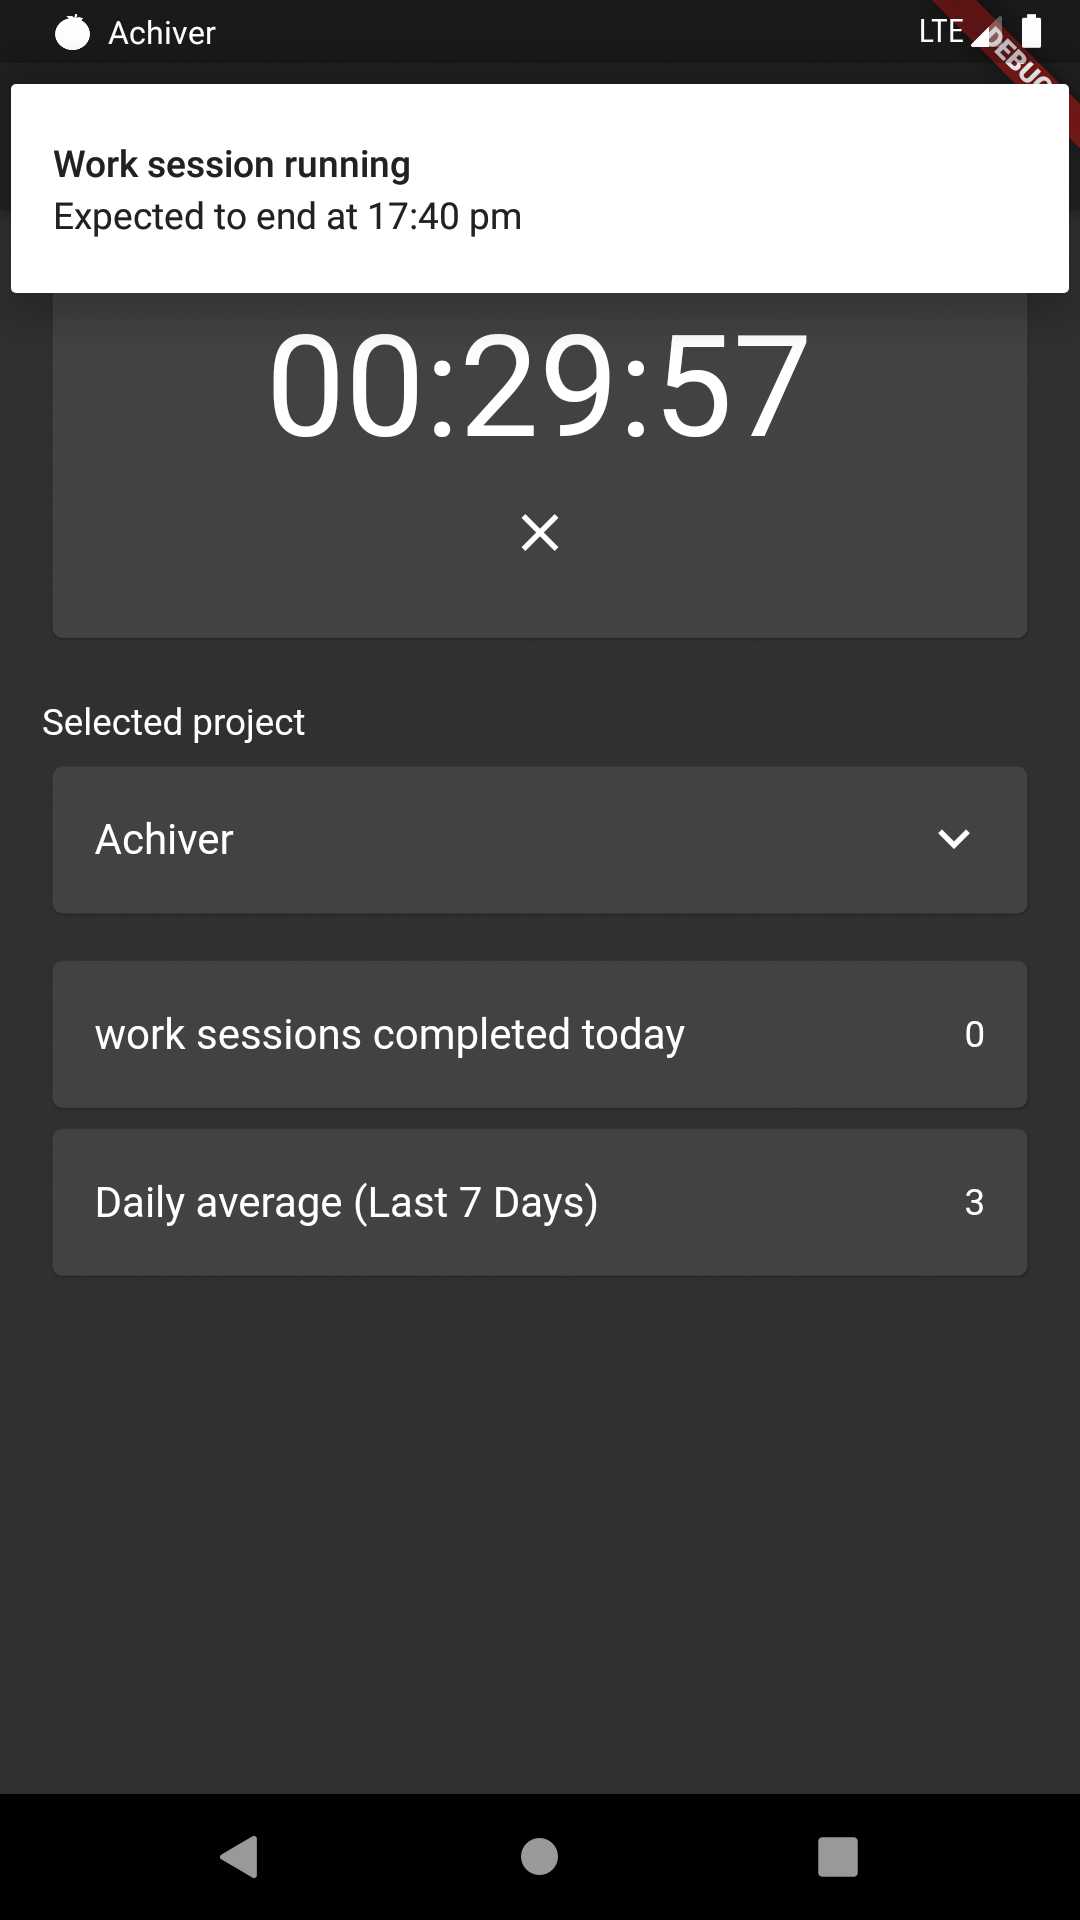 Achiver
LTE
DEBUG
Work session running
Expected to end at 17:40 pm
00:29:57
Selected project
Achiver
work sessions completed today 0
Daily average (Last 7 Days) 3